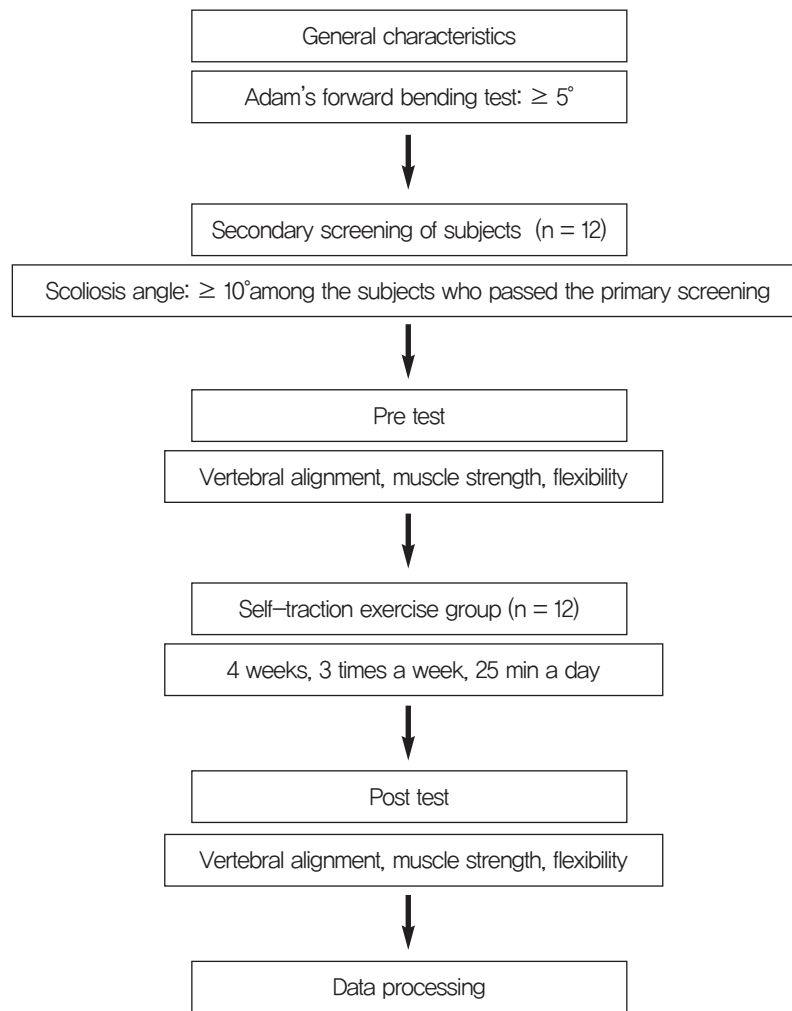 General characteristics
Adam's forward bending test: ≥ 5°
Secondary screening of subjects (n = 12)
Scoliosis angle: ≥ 10°among the subjects who passed the primary screening
Pre test
Vertebral alignment, muscle strength, flexibility
Self-traction exercise group (n = 12)
4 weeks, 3 times a week, 25 min a day
Post test
Vertebral alignment, muscle strength, flexibility
Data processing